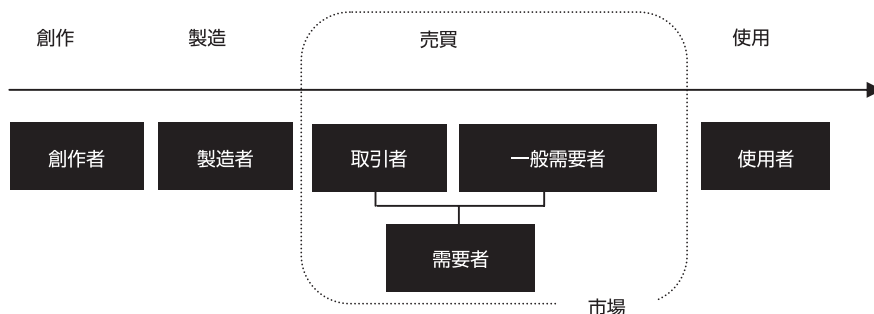 創作
製造
売買
使用
創作者
製造者
取引者
一般需要者
使用者
需要者
市場